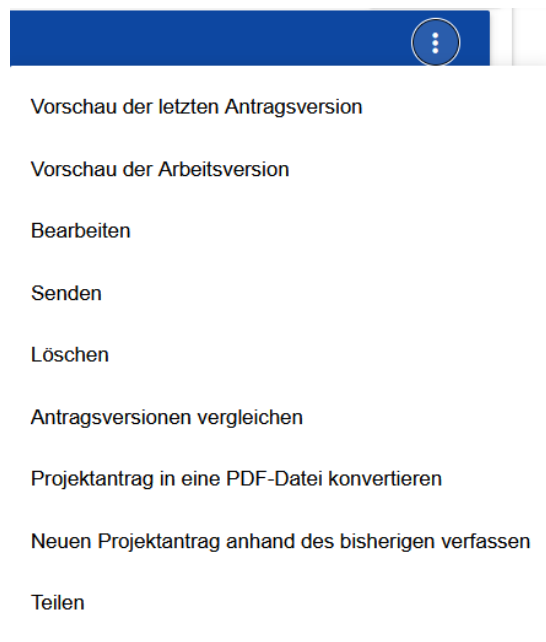 Vorschau der letzten Antragsversion
Vorschau der Arbeitsversion
Bearbeiten
Senden
Löschen
Antragsversionen vergleichen
Projektantrag in eine PDF-Datei konvertieren
Neuen Projektantrag anhand des bisherigen verfassen
Teilen